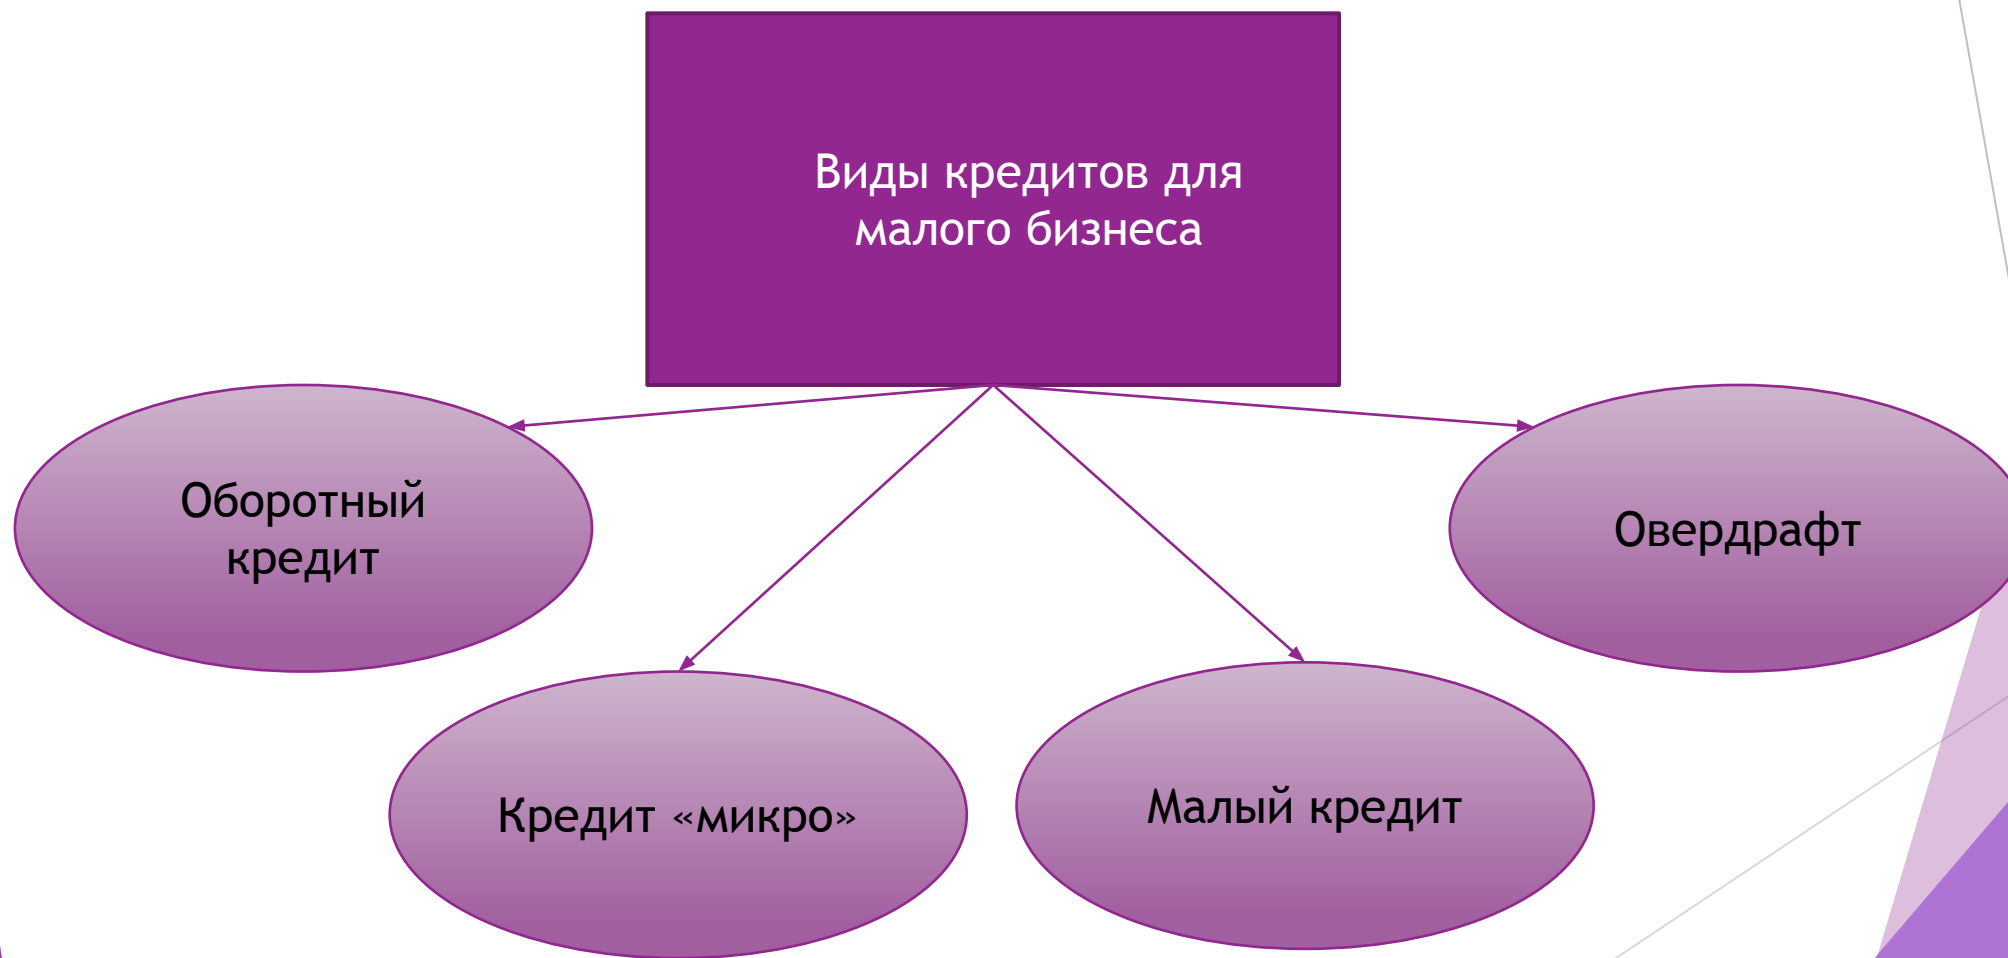 Виды кредитов для
малого бизнеса
Оборотный
кредит
Овердрафт
Кредит «микро»
Малый кредит